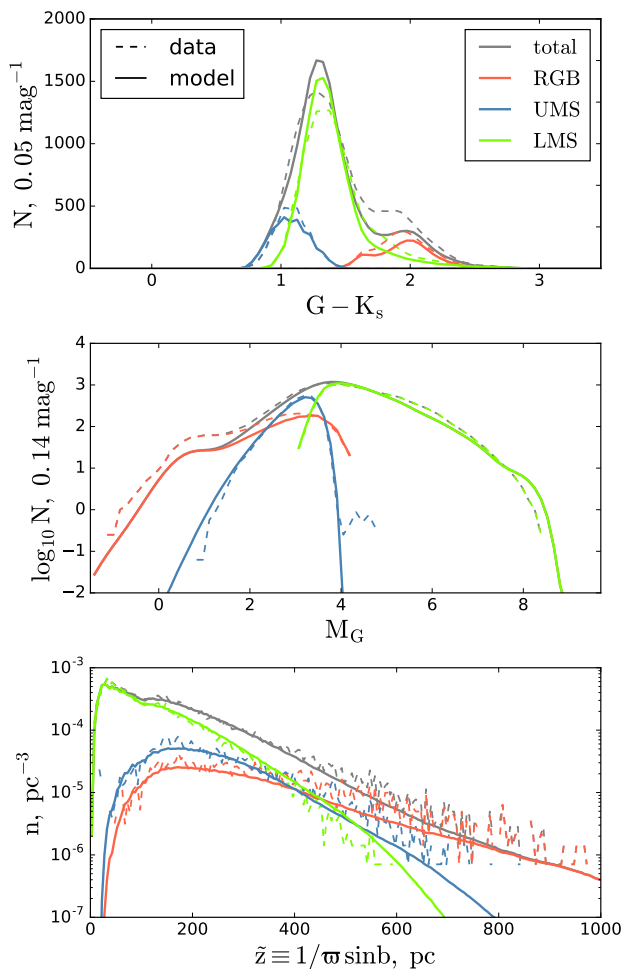 data
model
total
RGB
UMS
LMS
N, 0.05 mag⁻¹
2000
1500
1000
500
0
0 1 2 3
G − Kₛ
log₁₀ N, 0.14 mag⁻¹
4
3
2
1
0
−1
−2
0 2 4 6 8
M_G
n, pc⁻³
10⁻³
10⁻⁴
10⁻⁵
10⁻⁶
10⁻⁷
0 200 400 600 800 1000
z̃ ≡ 1/ϖ sinb, pc